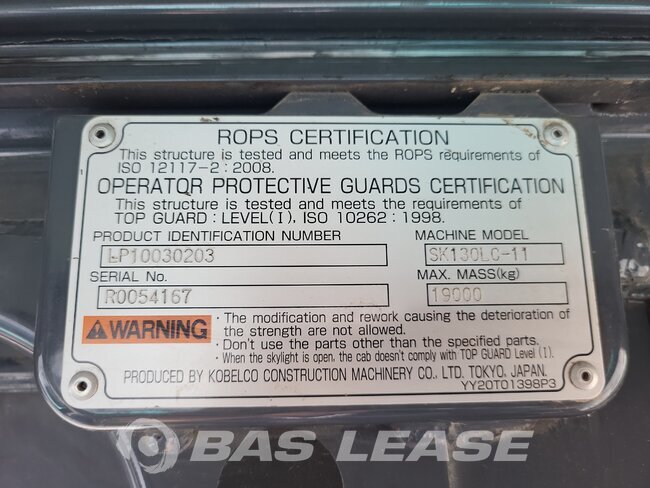 ROPS CERTIFICATION
This structure is tested and meets the ROPS requirements of
ISO 12117-2 : 2008.
OPERATOR PROTECTIVE GUARDS CERTIFICATION
This structure is tested and meets the requirements of
TOP GUARD : LEVEL(I), ISO 10262 : 1998.
PRODUCT IDENTIFICATION NUMBER MACHINE MODEL
LP10030203 SK130LC-11
SERIAL No. MAX. MASS(kg)
R0054167 19000
WARNING
· The modification and rework causing the deterioration of
the strength are not allowed.
· Don't use the parts other than the specified parts.
· When the skylight is open, the cab doesn't comply with TOP GUARD Level (I).
PRODUCED BY KOBELCO CONSTRUCTION MACHINERY CO., LTD. TOKYO, JAPAN.
YY20T01398P3
BAS LEASE